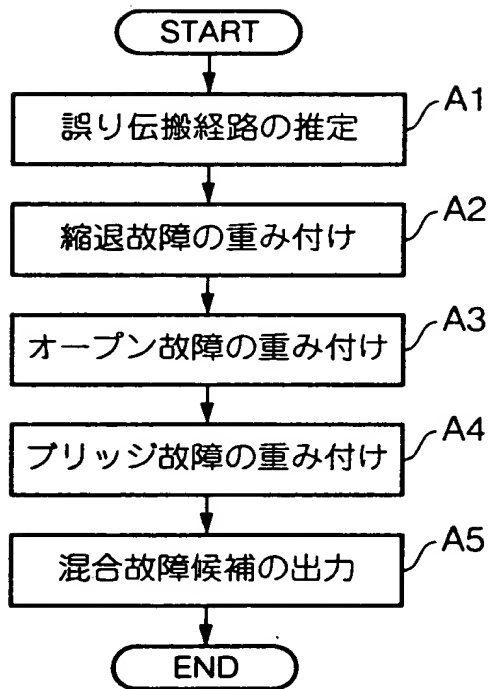 START
誤り伝搬経路の推定
A1
縮退故障の重み付け
A2
オープン故障の重み付け
A3
ブリッジ故障の重み付け
A4
混合故障候補の出力
A5
END